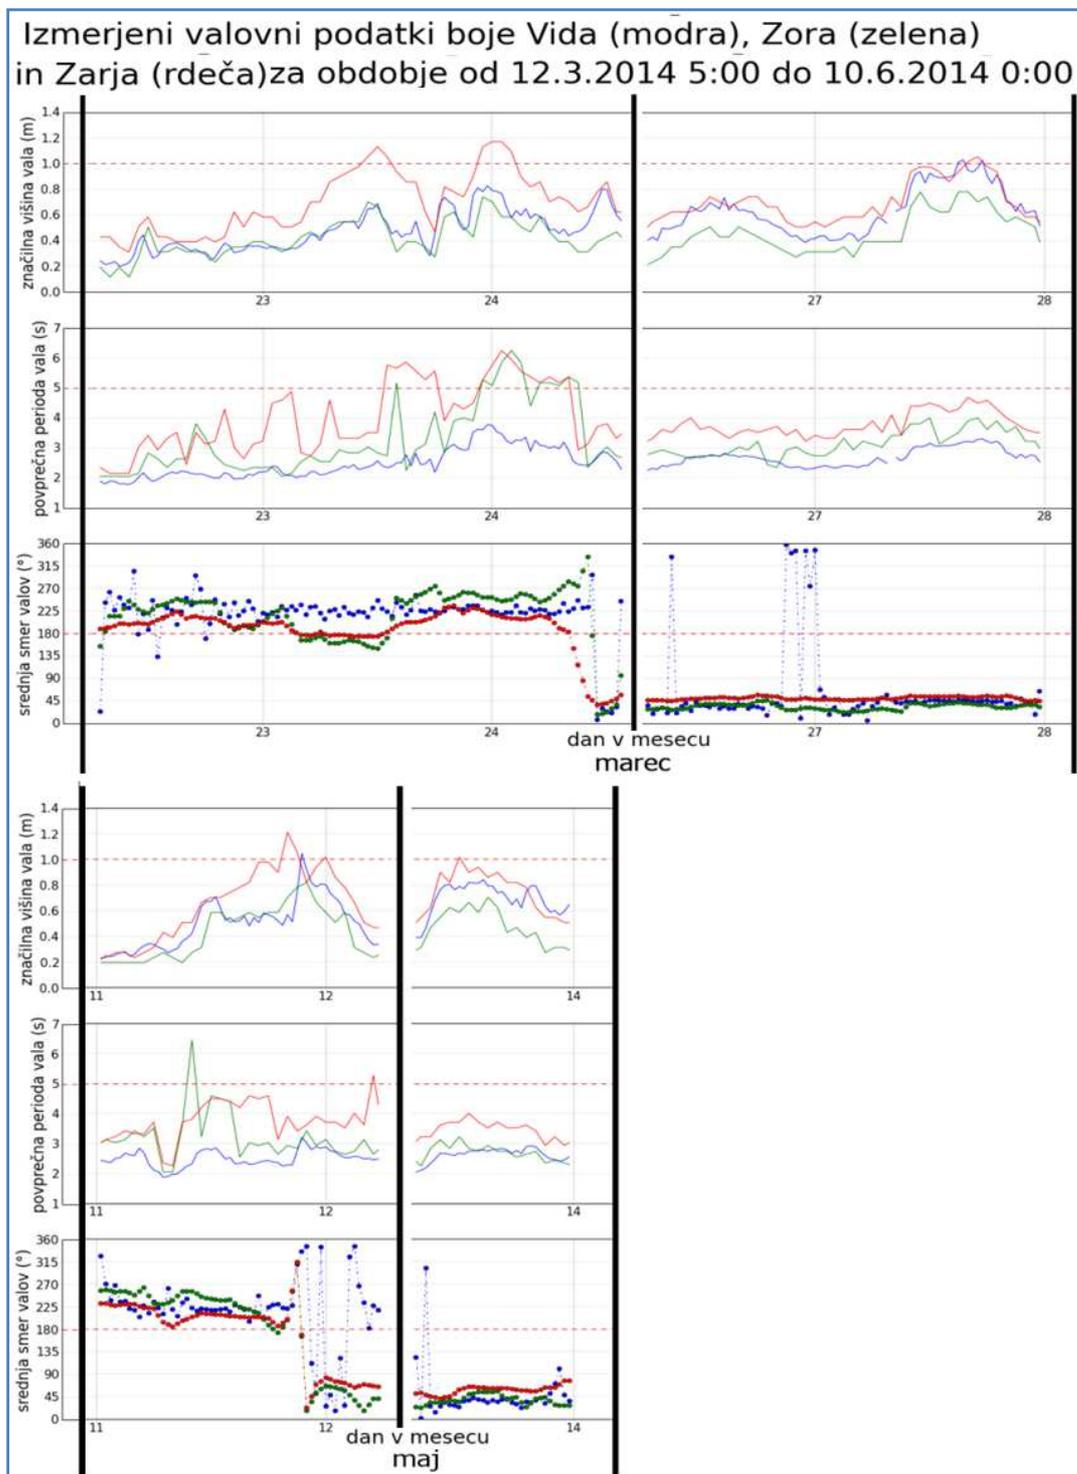 Izmerjeni valovni podatki boje Vida (modra), Zora (zelena)
in Zarja (rdeča)za obdobje od 12.3.2014 5:00 do 10.6.2014 0:00
značilna višina vala (m)
1.4
1.2
1.0
0.8
0.6
0.4
0.2
0.0
23 24 27 28
povprečna perioda vala (s)
7
6
5
4
3
2
1
23 24 27 28
srednja smer valov (°)
360
315
270
225
180
135
90
45
0
23 24 27 28
dan v mesecu
marec
značilna višina vala (m)
1.4
1.2
1.0
0.8
0.6
0.4
0.2
0.0
11 12 14
povprečna perioda vala (s)
7
6
5
4
3
2
1
11 12 14
srednja smer valov (°)
360
315
270
225
180
135
90
45
0
11 12 14
dan v mesecu
maj